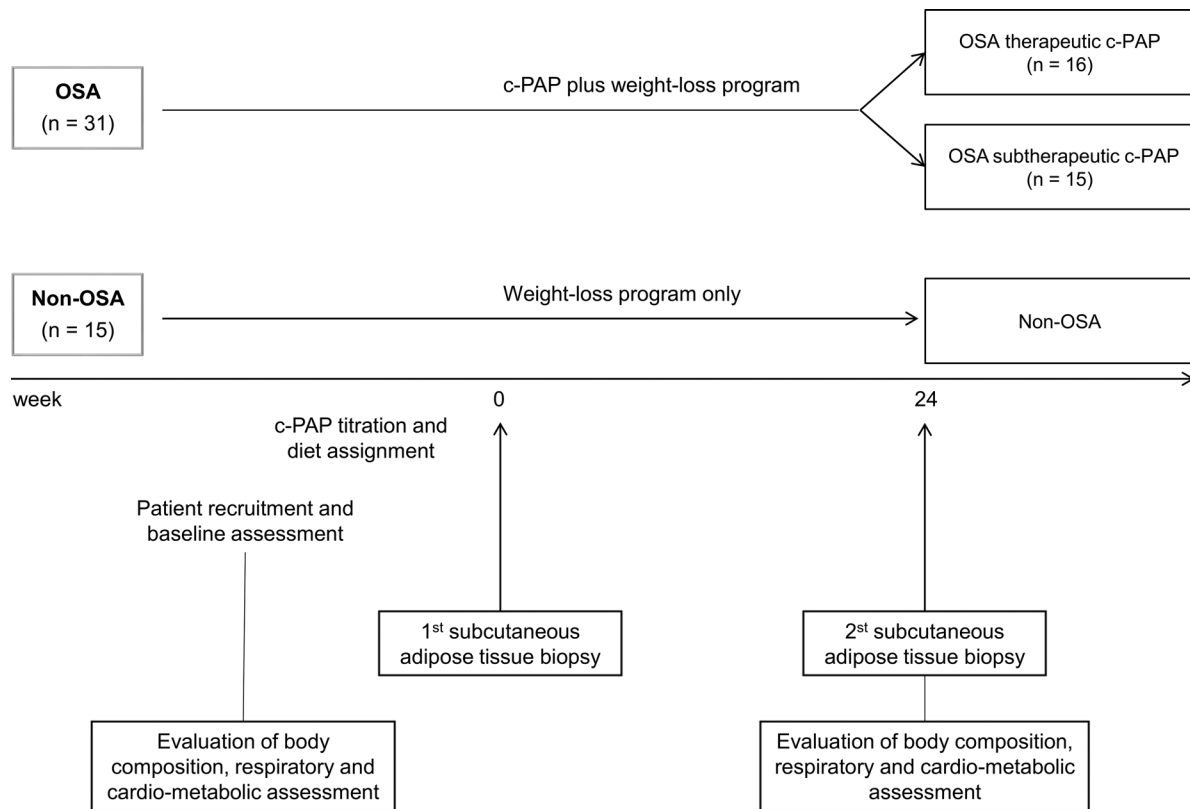 OSA
(n = 31)
c-PAP plus weight-loss program
OSA therapeutic c-PAP
(n = 16)
OSA subtherapeutic c-PAP
(n = 15)
Non-OSA
(n = 15)
Weight-loss program only
Non-OSA
week
0
24
c-PAP titration and
diet assignment
Patient recruitment and
baseline assessment
1st subcutaneous
adipose tissue biopsy
2st subcutaneous
adipose tissue biopsy
Evaluation of body
composition, respiratory and
cardio-metabolic assessment
Evaluation of body composition,
respiratory and cardio-metabolic
assessment